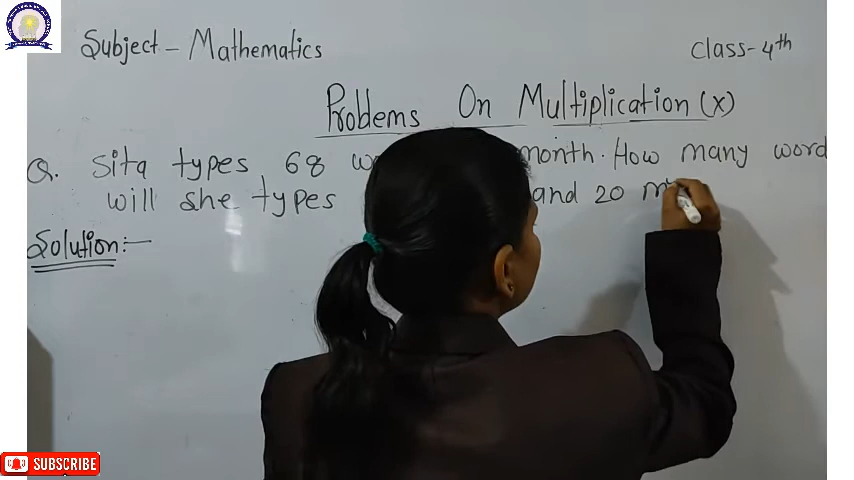 Subject - Mathematics
Class - 4th
Problems On Multiplication (x)
Q. Sita types 68 month. How many word
will she types and 20
Solution :-
SUBSCRIBE